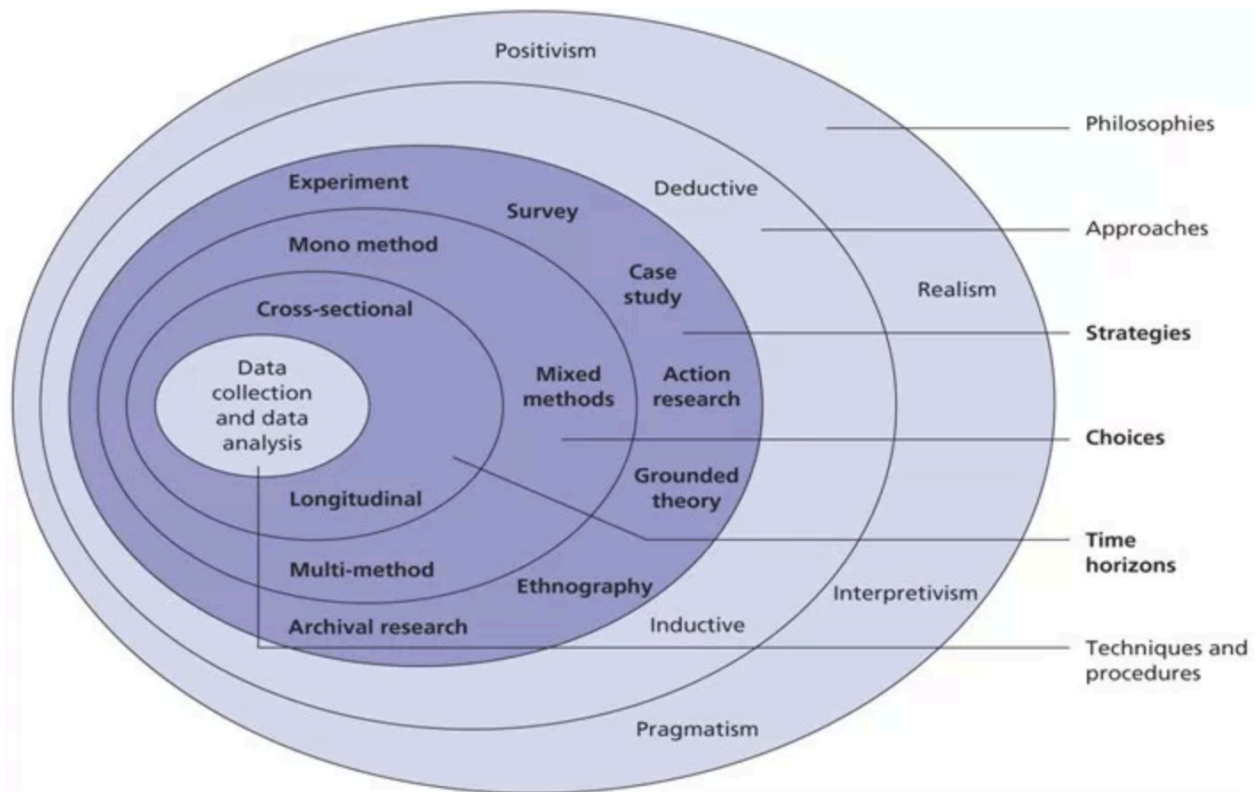 Positivism
Philosophies
Experiment
Deductive
Survey
Approaches
Mono method
Case
study
Realism
Cross-sectional
Strategies
Data
collection
and data
analysis
Mixed
methods
Action
research
Choices
Longitudinal
Grounded
theory
Time
horizons
Multi-method
Ethnography
Interpretivism
Archival research
Inductive
Techniques and
procedures
Pragmatism